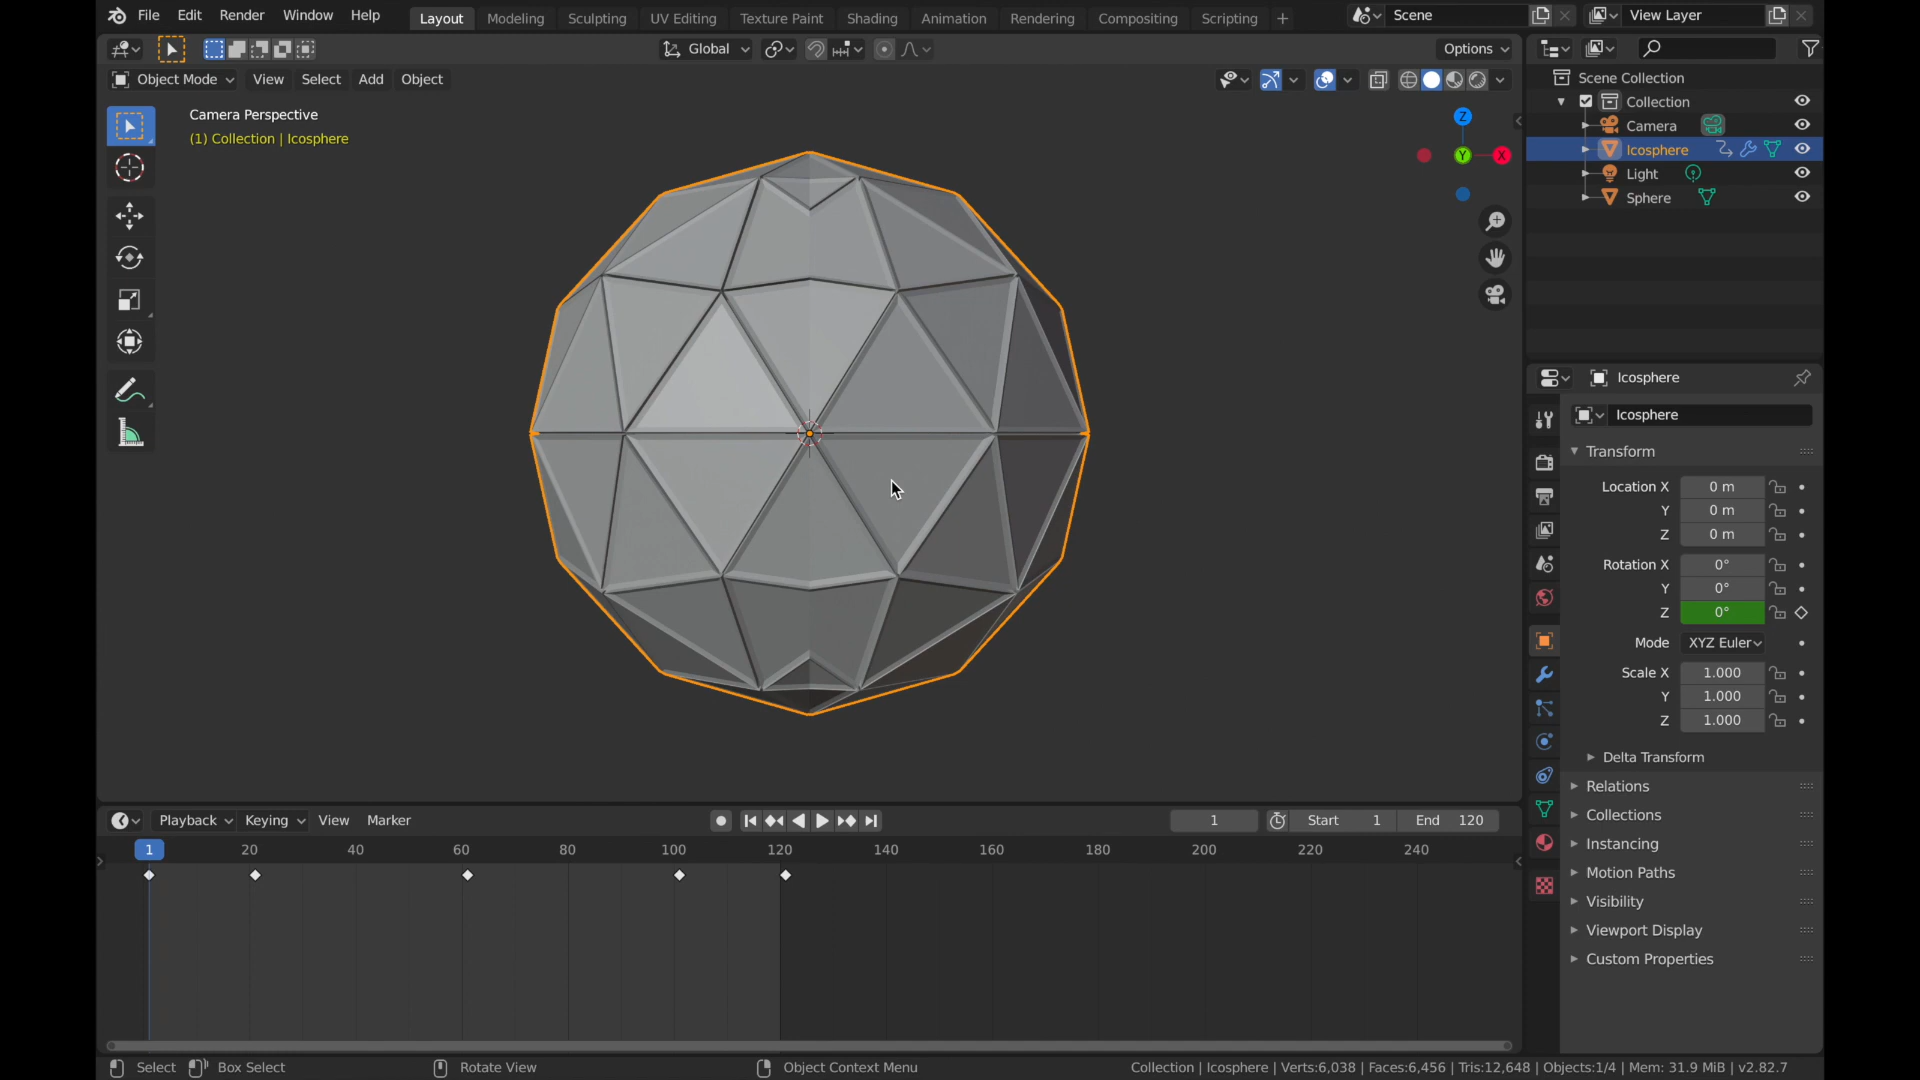 File Edit Render Window Help Layout Modeling Sculpting UV Editing Texture Paint Shading Animation Rendering Compositing Scripting + Scene View Layer
Global Options
Object Mode View Select Add Object
Camera Perspective
(1) Collection | Icosphere
Z
Y
X
Scene Collection
Collection
Camera
Icosphere
Light
Sphere
Icosphere
Icosphere
Transform
Location X 0 m
Y 0 m
Z 0 m
Rotation X 0°
Y 0°
Z 0°
Mode XYZ Euler
Scale X 1.000
Y 1.000
Z 1.000
Delta Transform
Relations
Collections
Instancing
Motion Paths
Visibility
Viewport Display
Custom Properties
Playback Keying View Marker 1 Start 1 End 120
1 20 40 60 80 100 120 140 160 180 200 220 240
Select Box Select Rotate View Object Context Menu Collection | Icosphere | Verts:6,038 | Faces:6,456 | Tris:12,648 | Objects:1/4 | Mem: 31.9 MiB | v2.82.7